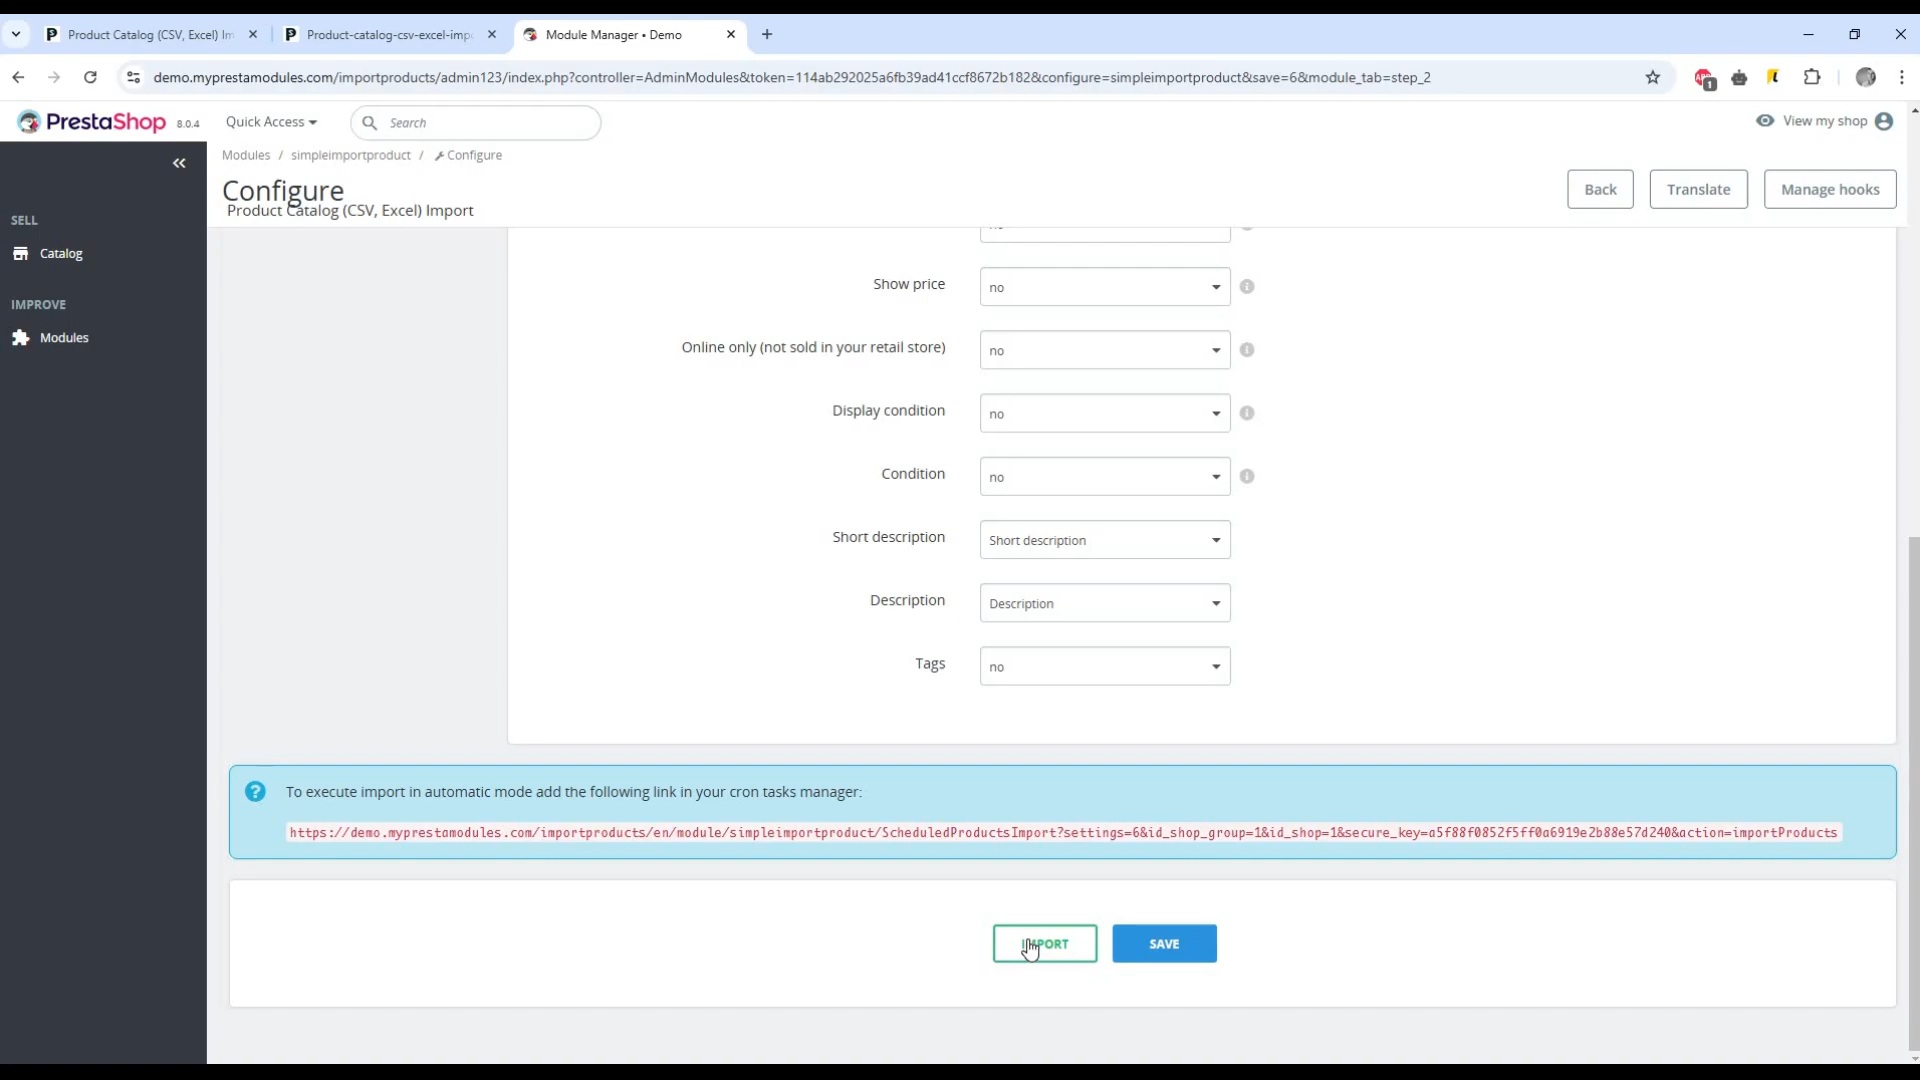 Product Catalog (CSV, Excel) Im
Product-catalog-csv-excel-imp
Module Manager • Demo
demo.myprestamodules.com/importproducts/admin123/index.php?controller=AdminModules&token=114ab292025a6fb39ad41ccf8672b182&configure=simpleimportproduct&save=6&module_tab=step_2
1
PrestaShop 8.0.4
Quick Access
Search
View my shop
Modules / simpleimportproduct / Configure
Configure
Product Catalog (CSV, Excel) Import
Back
Translate
Manage hooks
SELL
Catalog
IMPROVE
Modules
Show price no
Online only (not sold in your retail store) no
Display condition no
Condition no
Short description Short description
Description Description
Tags no
To execute import in automatic mode add the following link in your cron tasks manager:
https://demo.myprestamodules.com/importproducts/en/module/simpleimportproduct/ScheduledProductsImport?settings=6&id_shop_group=1&id_shop=1&secure_key=a5f88f0852f5ff0a6919e2b88e57d240&action=importProducts
IMPORT
SAVE